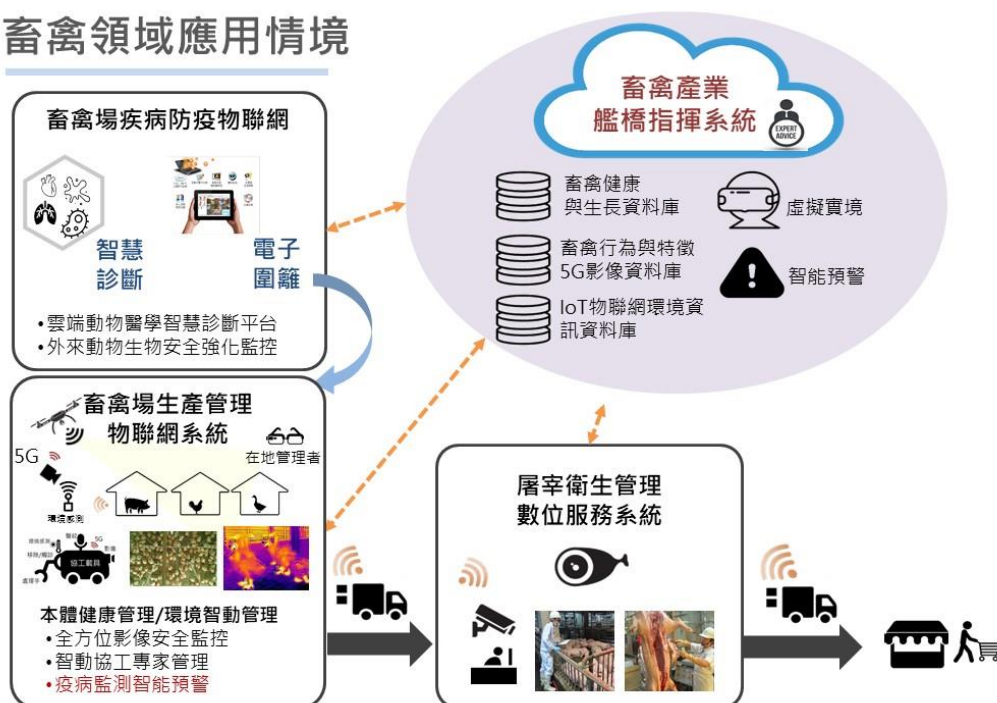 畜禽領域應用情境
畜禽場疾病防疫物聯網
智慧
診斷
電子
圍籬
•雲端動物醫學智慧診斷平台
•外來動物生物安全強化監控
畜禽產業
艦橋指揮系統
EXPERT
ADVICE
畜禽健康
與生長資料庫
虛擬實境
畜禽行為與特徵
5G影像資料庫
智能預警
IoT物聯網環境資
訊資料庫
畜禽場生產管理
物聯網系統
5G
在地管理者
環境感測
5G
協工載具
本體健康管理/環境智動管理
•全方位影像安全監控
•智動協工專家管理
•疫病監測智能預警
屠宰衛生管理
數位服務系統